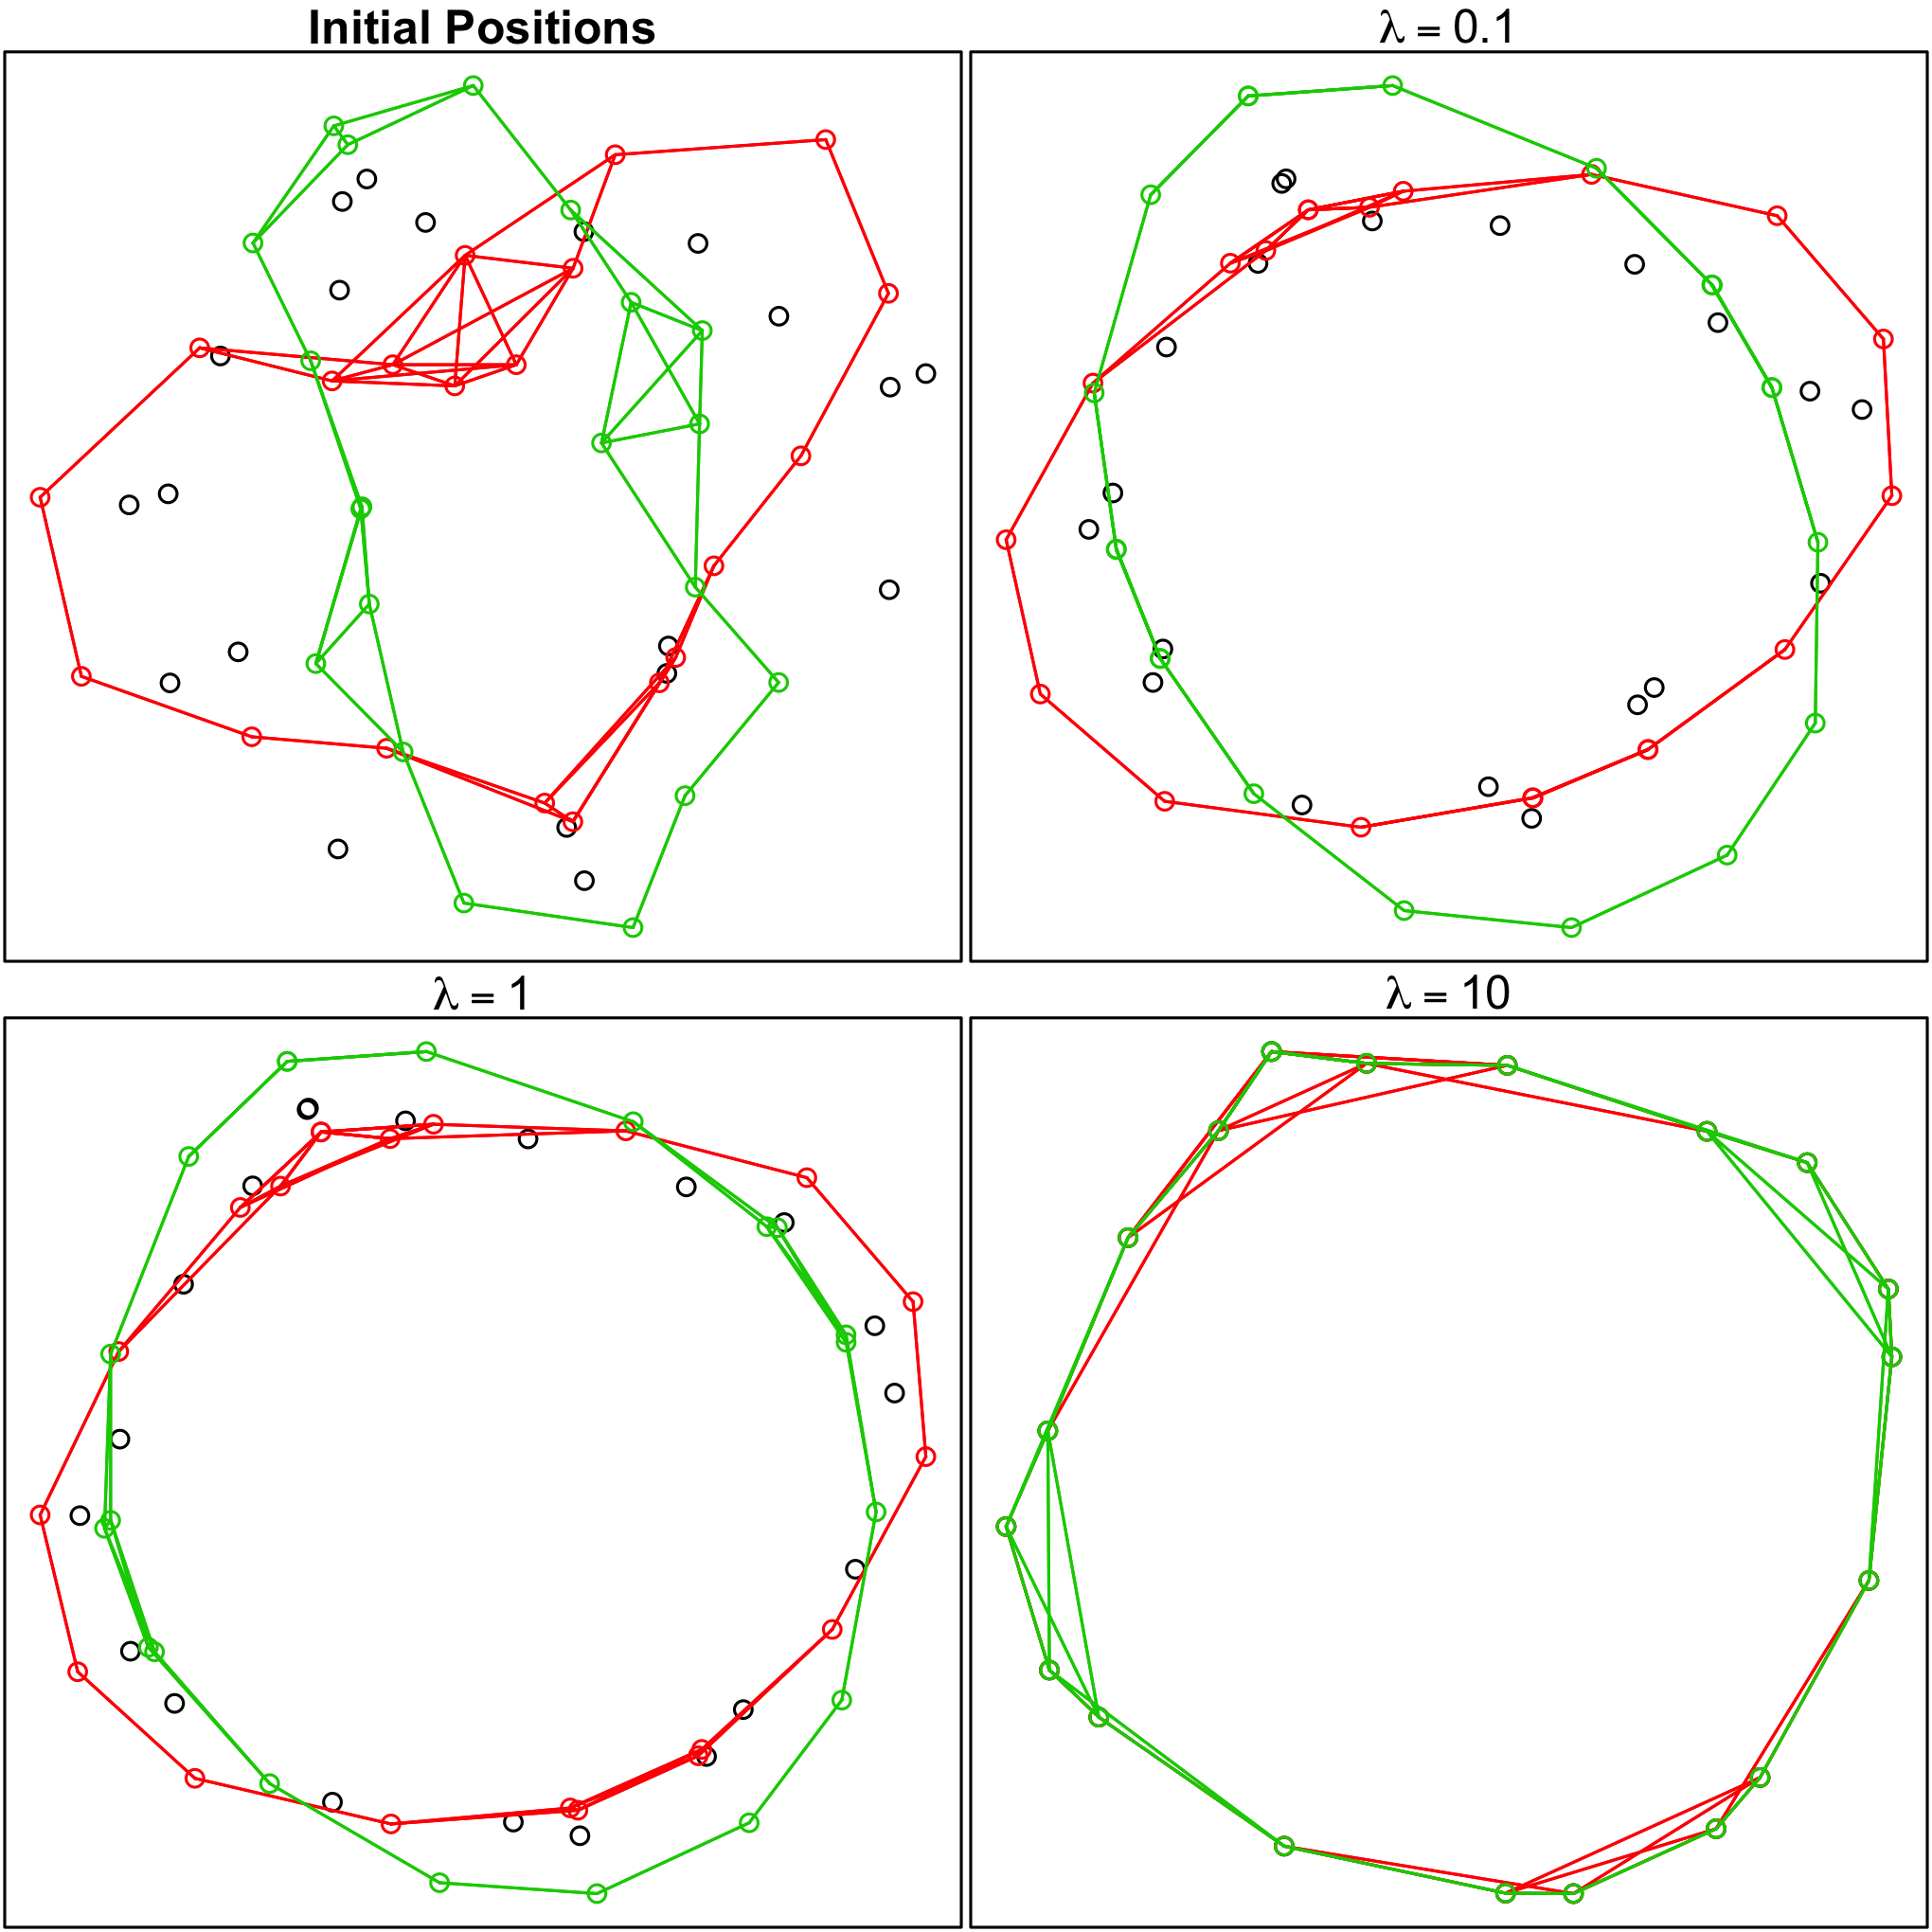 Initial Positions
λ = 0.1
λ = 1
λ = 10